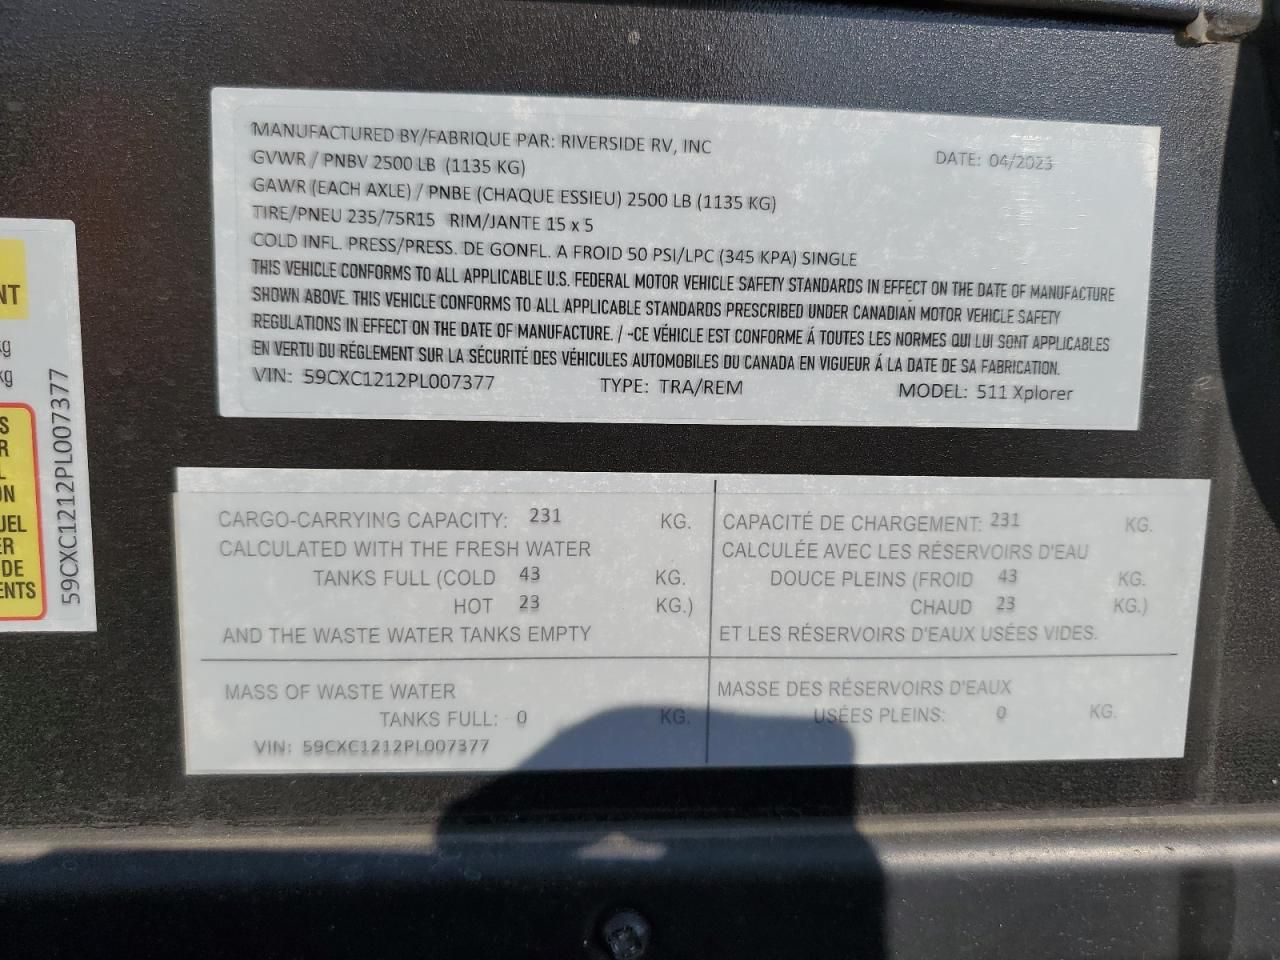 MANUFACTURED BY/FABRIQUE PAR: RIVERSIDE RV, INC
DATE: 04/2023
GVWR / PNBV 2500 LB (1135 KG)
GAWR (EACH AXLE) / PNBE (CHAQUE ESSIEU) 2500 LB (1135 KG)
TIRE/PNEU 235/75R15 RIM/JANTE 15 x 5
COLD INFL. PRESS/PRESS. DE GONFL. A FROID 50 PSI/LPC (345 KPA) SINGLE
THIS VEHICLE CONFORMS TO ALL APPLICABLE U.S. FEDERAL MOTOR VEHICLE SAFETY STANDARDS IN EFFECT ON THE DATE OF MANUFACTURE
SHOWN ABOVE. THIS VEHICLE CONFORMS TO ALL APPLICABLE STANDARDS PRESCRIBED UNDER CANADIAN MOTOR VEHICLE SAFETY
REGULATIONS IN EFFECT ON THE DATE OF MANUFACTURE. / -CE VÉHICLE EST CONFORME Á TOUTES LES NORMES QUI LUI SONT APPLICABLES
EN VERTU DU RÉGLEMENT SUR LA SÉCURITÉ DES VÉHICULES AUTOMOBILES DU CANADA EN VIGUEUR Á LA DATE DE SA FABRICATION.
VIN: 59CXC1212PL007377 TYPE: TRA/REM MODEL: 511 Xplorer
NT
kg
kg
S
R
L
ON
UEL
ER
DE
ENTS
59CXC1212PL007377
CARGO-CARRYING CAPACITY: 231 KG.
CALCULATED WITH THE FRESH WATER
TANKS FULL (COLD 43 KG.
HOT 23 KG.)
AND THE WASTE WATER TANKS EMPTY
MASS OF WASTE WATER
TANKS FULL: 0 KG.
VIN: 59CXC1212PL007377
CAPACITÉ DE CHARGEMENT: 231 KG.
CALCULÉE AVEC LES RÉSERVOIRS D'EAU
DOUCE PLEINS (FROID 43 KG.
CHAUD 23 KG.)
ET LES RÉSERVOIRS D'EAUX USÉES VIDES.
MASSE DES RÉSERVOIRS D'EAUX
USÉES PLEINS: 0 KG.